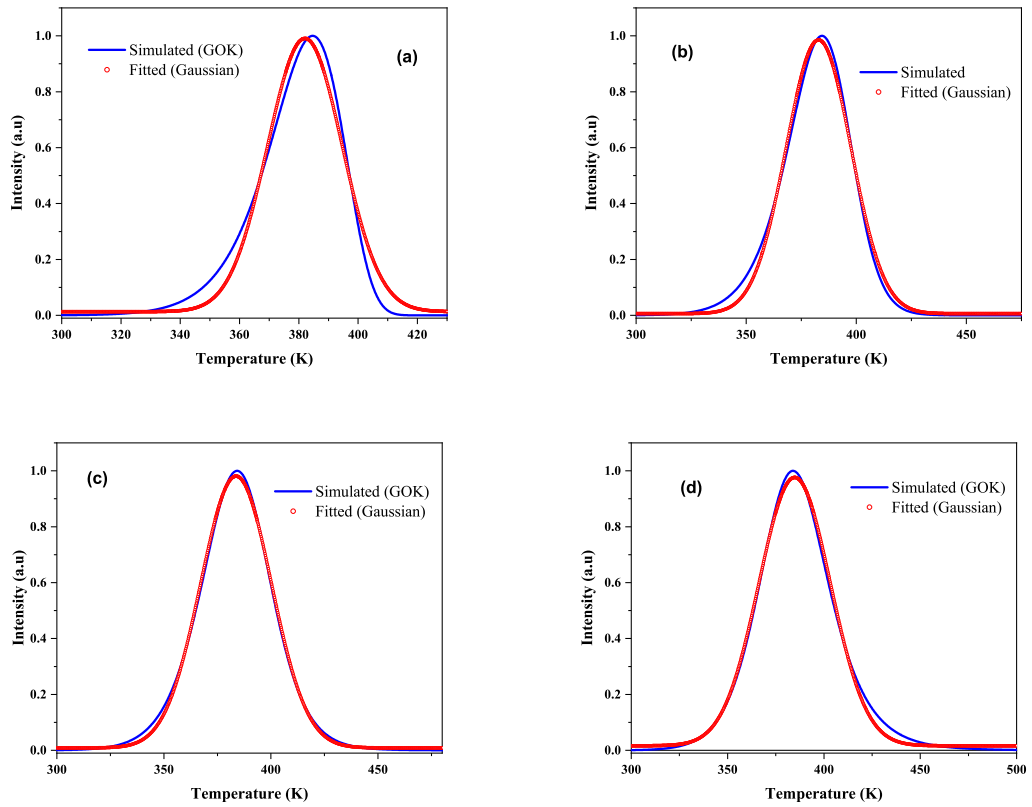 Simulated (GOK)
Fitted (Gaussian)
(a)
Intensity (a.u)
1.0
0.8
0.6
0.4
0.2
0.0
300 320 340 360 380 400 420
Temperature (K)
(b)
Simulated
Fitted (Gaussian)
Intensity (a.u)
1.0
0.8
0.6
0.4
0.2
0.0
300 350 400 450
Temperature (K)
(c)
Simulated (GOK)
Fitted (Gaussian)
Intensity (a.u)
1.0
0.8
0.6
0.4
0.2
0.0
300 350 400 450
Temperature (K)
(d)
Simulated (GOK)
Fitted (Gaussian)
Intensity (a.u)
1.0
0.8
0.6
0.4
0.2
0.0
300 350 400 450 500
Temperature (K)